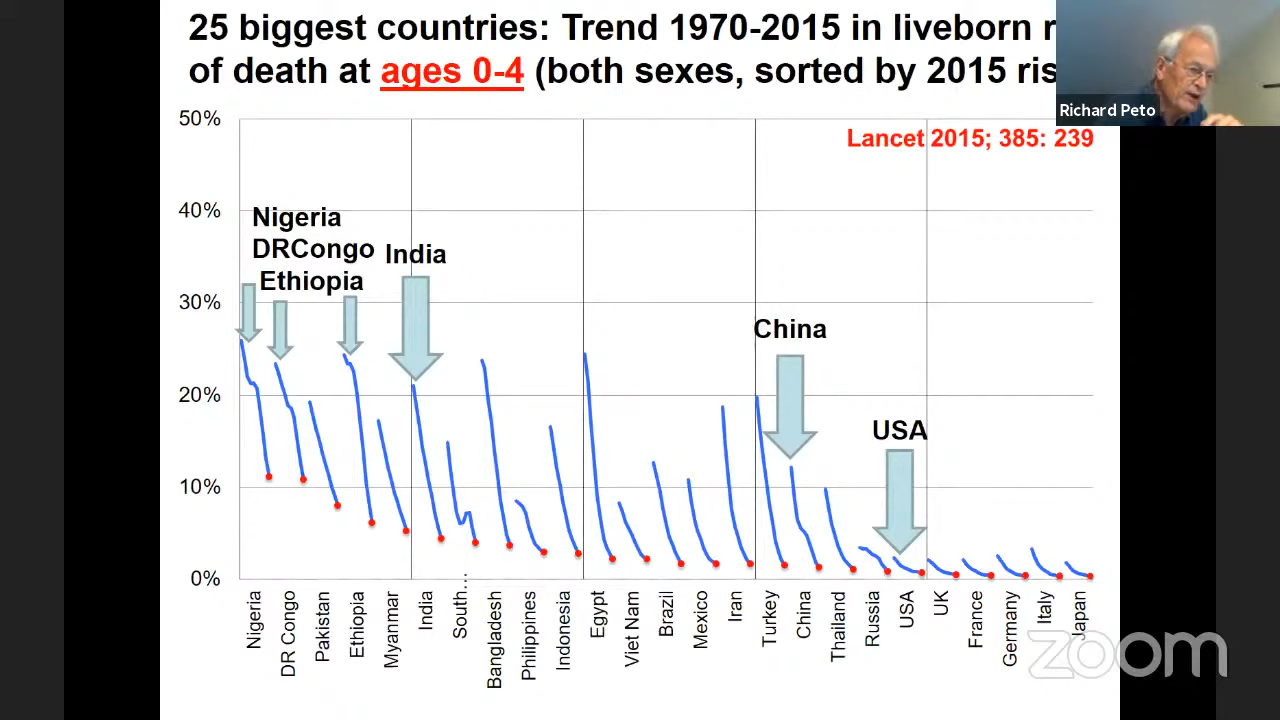 25 biggest countries: Trend 1970-2015 in liveborn
of death at ages 0-4 (both sexes, sorted by 2015
Richard Peto
Lancet 2015; 385: 239
50%
40%
30%
20%
10%
0%
Nigeria
DRCongo
Ethiopia
India
China
USA
Nigeria
DR Congo
Pakistan
Ethiopia
Myanmar
India
South...
Bangladesh
Philippines
Indonesia
Egypt
Viet Nam
Brazil
Mexico
Iran
Turkey
China
Thailand
Russia
USA
UK
France
Germany
Italy
Japan
zoom